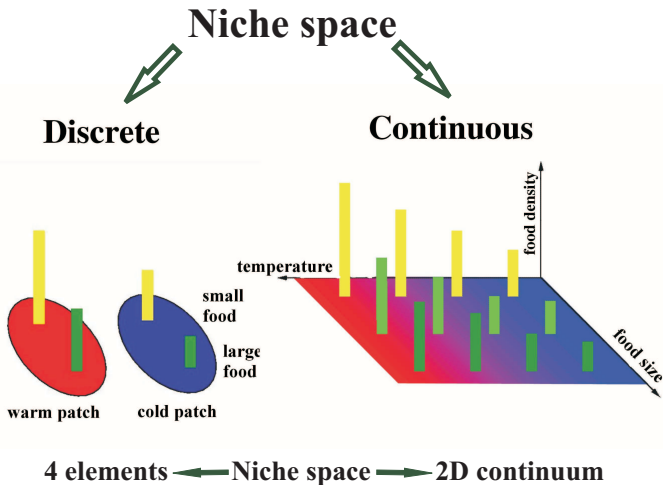 Niche space
Discrete
Continuous
food density
temperature
small
food
large
food
food size
warm patch
cold patch
4 elements
Niche space
2D continuum